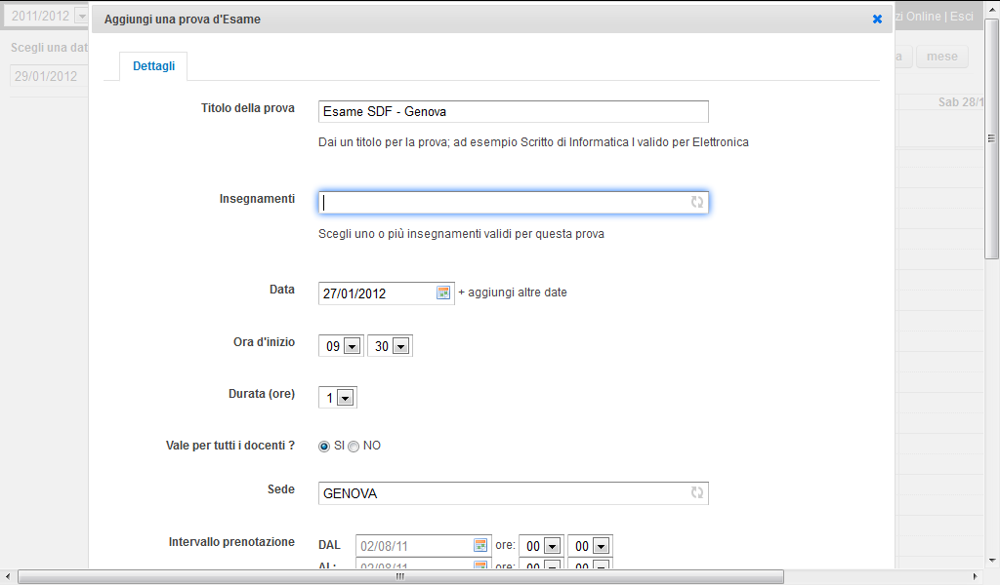 2011/2012
Aggiungi una prova d'Esame
Online | Esci
Scegli una dat
29/01/2012
mese
Sab 28/1
Dettagli
Titolo della prova
Esame SDF - Genova
Dai un titolo per la prova; ad esempio Scritto di Informatica I valido per Elettronica
Insegnamenti
Scegli uno o più insegnamenti validi per questa prova
Data
27/01/2012
+ aggiungi altre date
Ora d'inizio
09 30
Durata (ore)
1
Vale per tutti i docenti ?
SI NO
Sede
GENOVA
Intervallo prenotazione
DAL 02/08/11 ore: 00 00
AL: 02/08/11 ore: 00 00